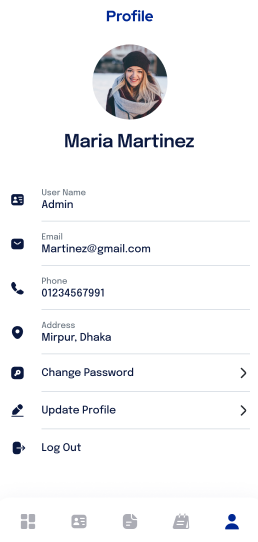 Profile
Maria Martinez
User Name
Admin
Email
Martinez@gmail.com
Phone
01234567991
Address
Mirpur, Dhaka
Change Password
Update Profile
Log Out